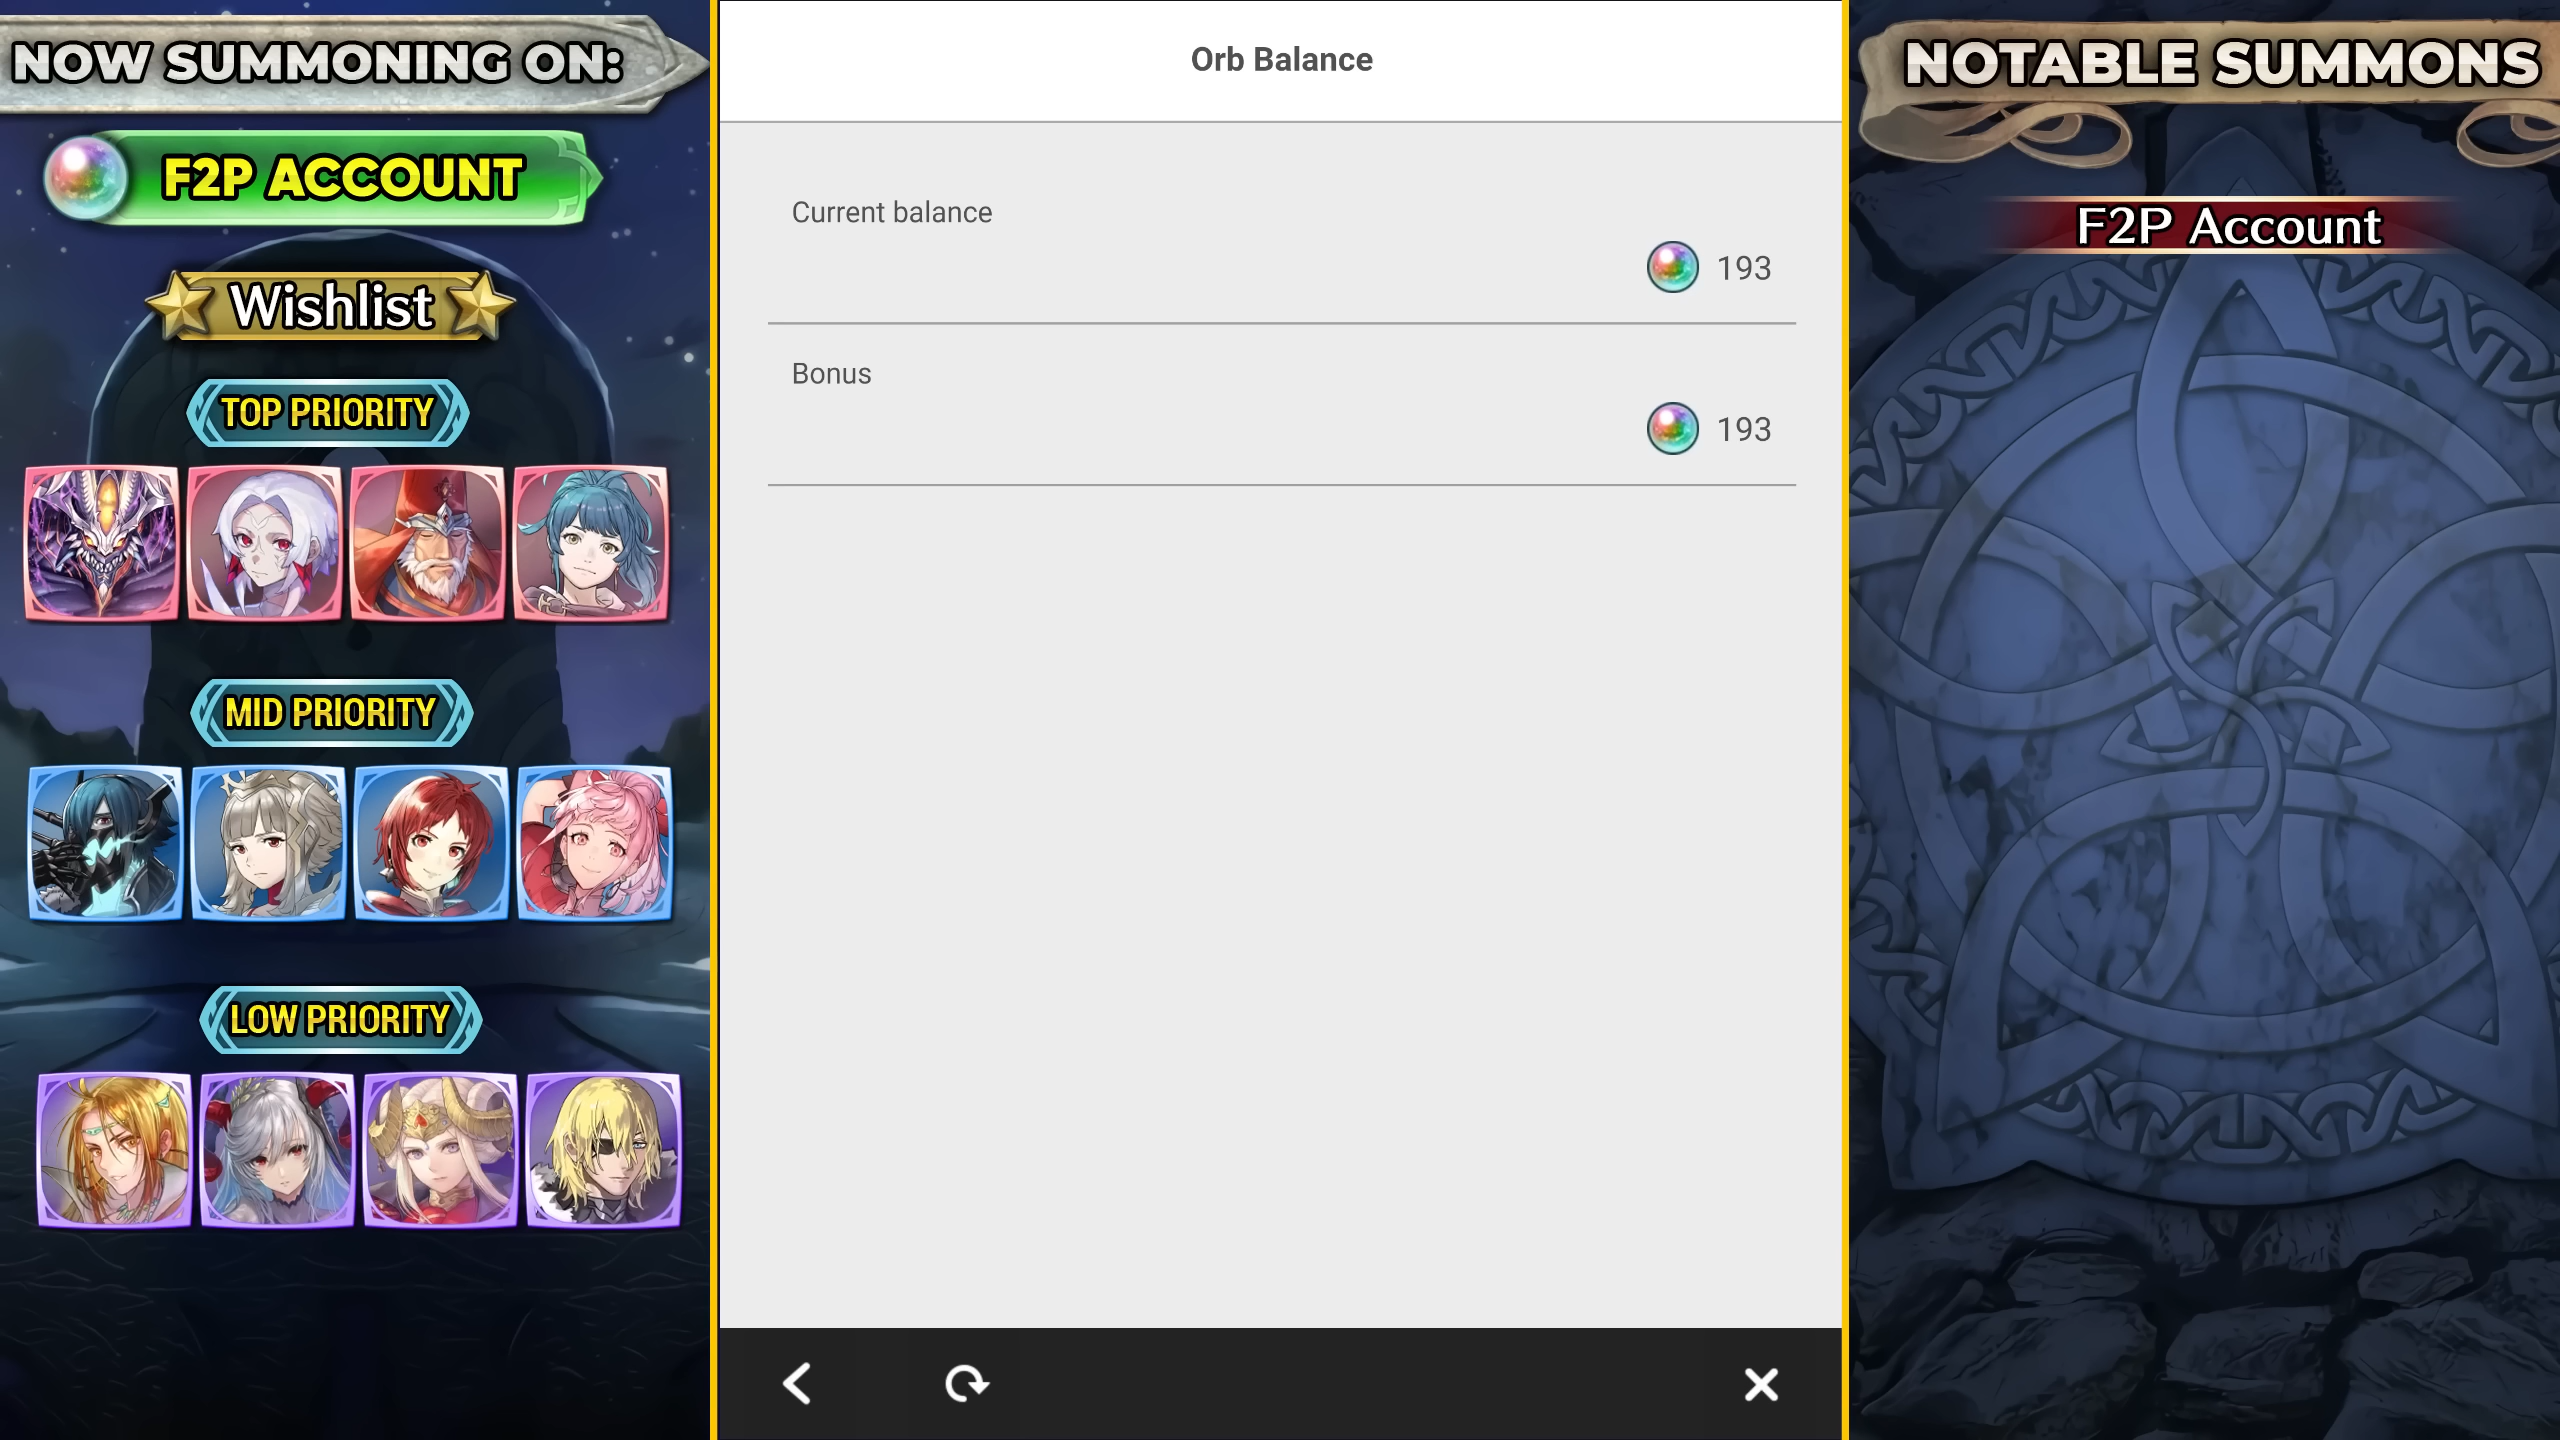 NOW SUMMONING ON:
F2P ACCOUNT
Wishlist
TOP PRIORITY
MID PRIORITY
LOW PRIORITY
Orb Balance
Current balance
193
Bonus
193
NOTABLE SUMMONS
F2P Account